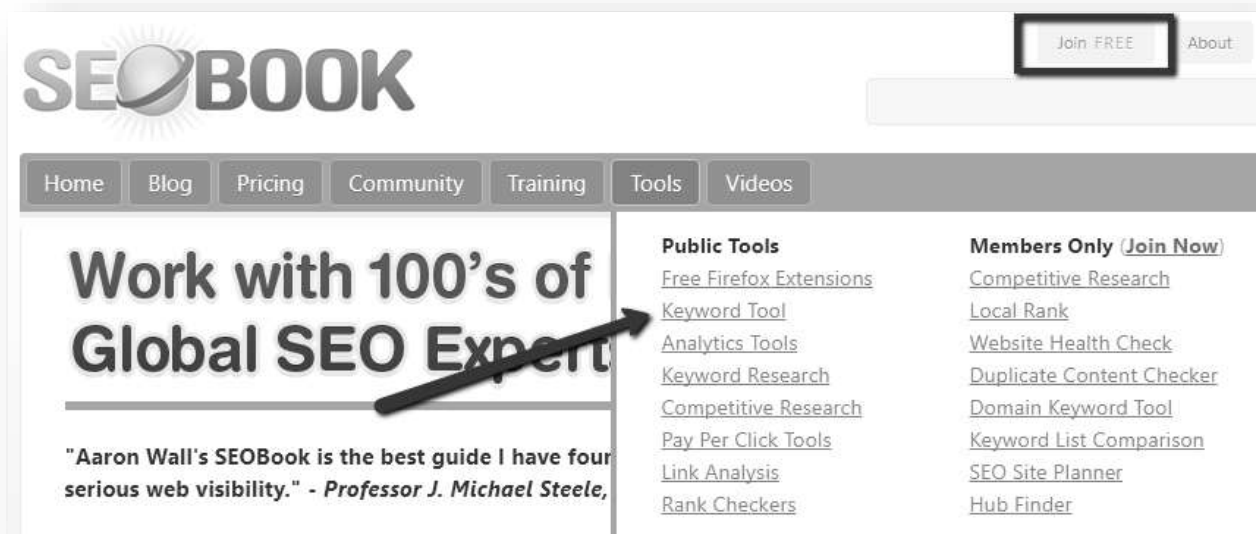 Join FREE About
SEOBOOK
Home Blog Pricing Community Training Tools Videos
Work with 100's of
Global SEO Expert
"Aaron Wall's SEOBook is the best guide I have four
serious web visibility." - Professor J. Michael Steele,
Public Tools
Free Firefox Extensions
Keyword Tool
Analytics Tools
Keyword Research
Competitive Research
Pay Per Click Tools
Link Analysis
Rank Checkers
Members Only (Join Now)
Competitive Research
Local Rank
Website Health Check
Duplicate Content Checker
Domain Keyword Tool
Keyword List Comparison
SEO Site Planner
Hub Finder